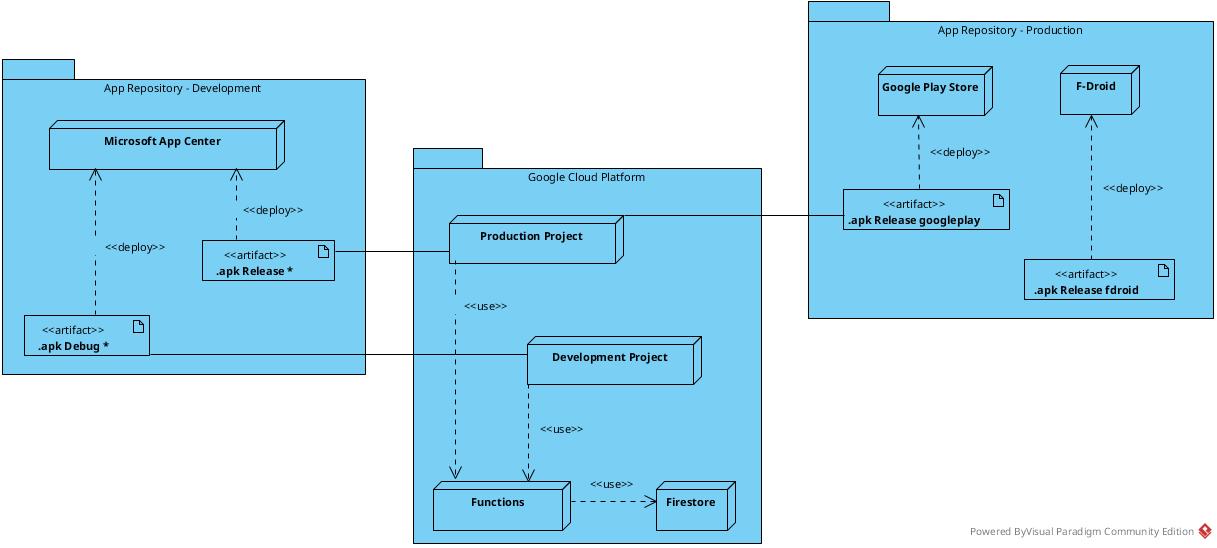 App Repository - Production
Google Play Store
F-Droid
<<deploy>>
<<deploy>>
<<artifact>>
.apk Release googleplay
<<artifact>>
.apk Release fdroid
App Repository - Development
Microsoft App Center
<<deploy>>
<<deploy>>
<<artifact>>
.apk Release *
<<artifact>>
.apk Debug *
Google Cloud Platform
Production Project
<<use>>
Development Project
<<use>>
Functions
<<use>>
Firestore
Powered ByVisual Paradigm Community Edition